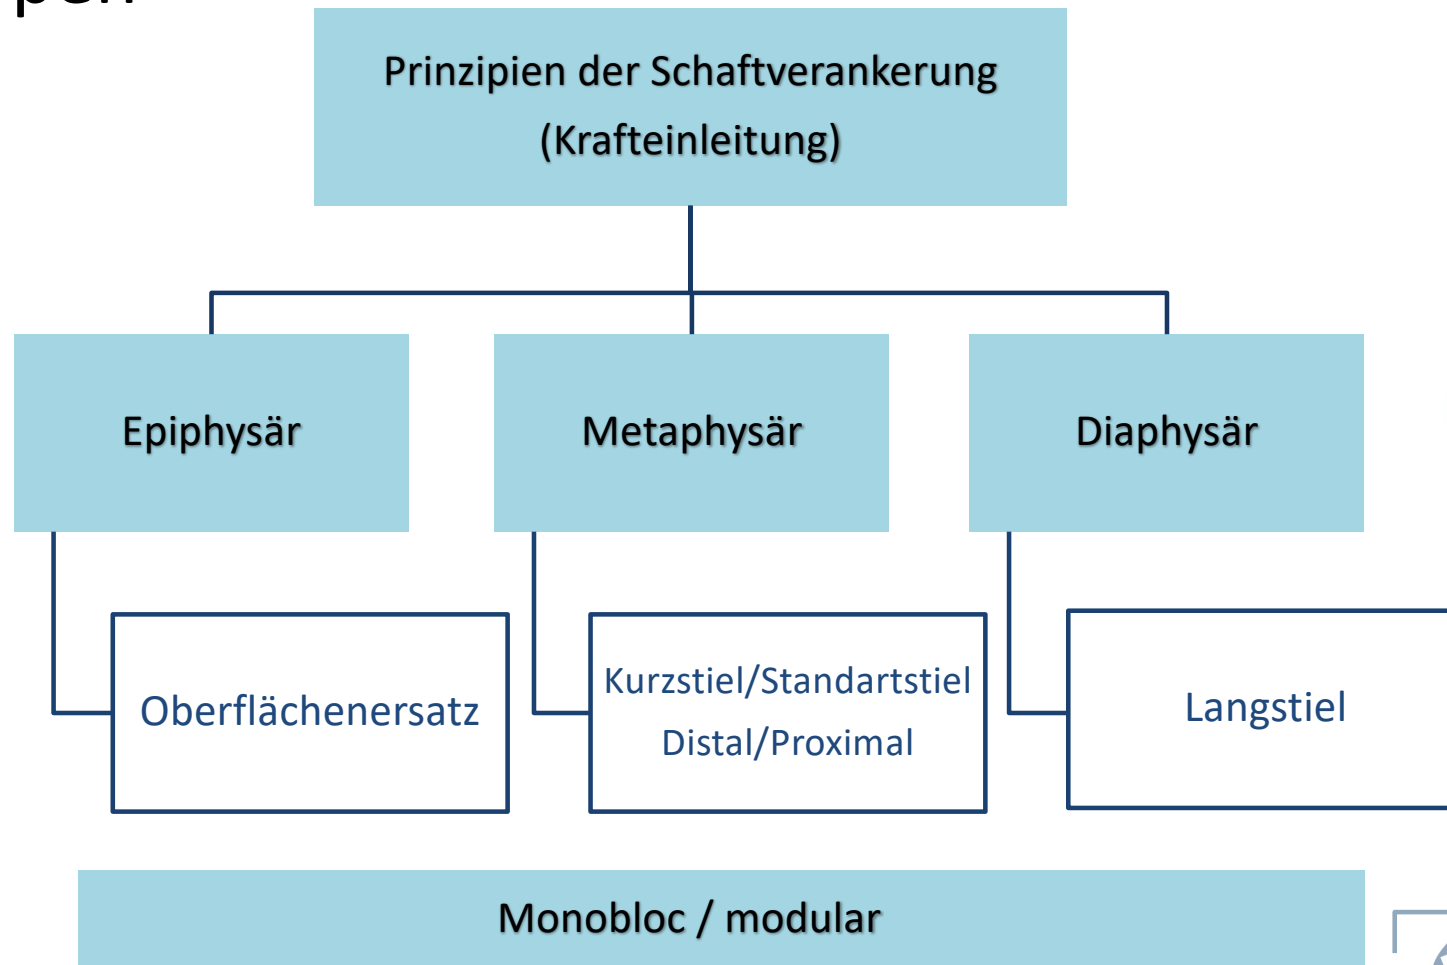 Prinzipien der Schaftverankerung
(Krafteinleitung)
Epiphysär
Metaphysär
Diaphysär
Oberflächenersatz
Kurzstiel/Standartstiel
Distal/Proximal
Langstiel
Monobloc / modular